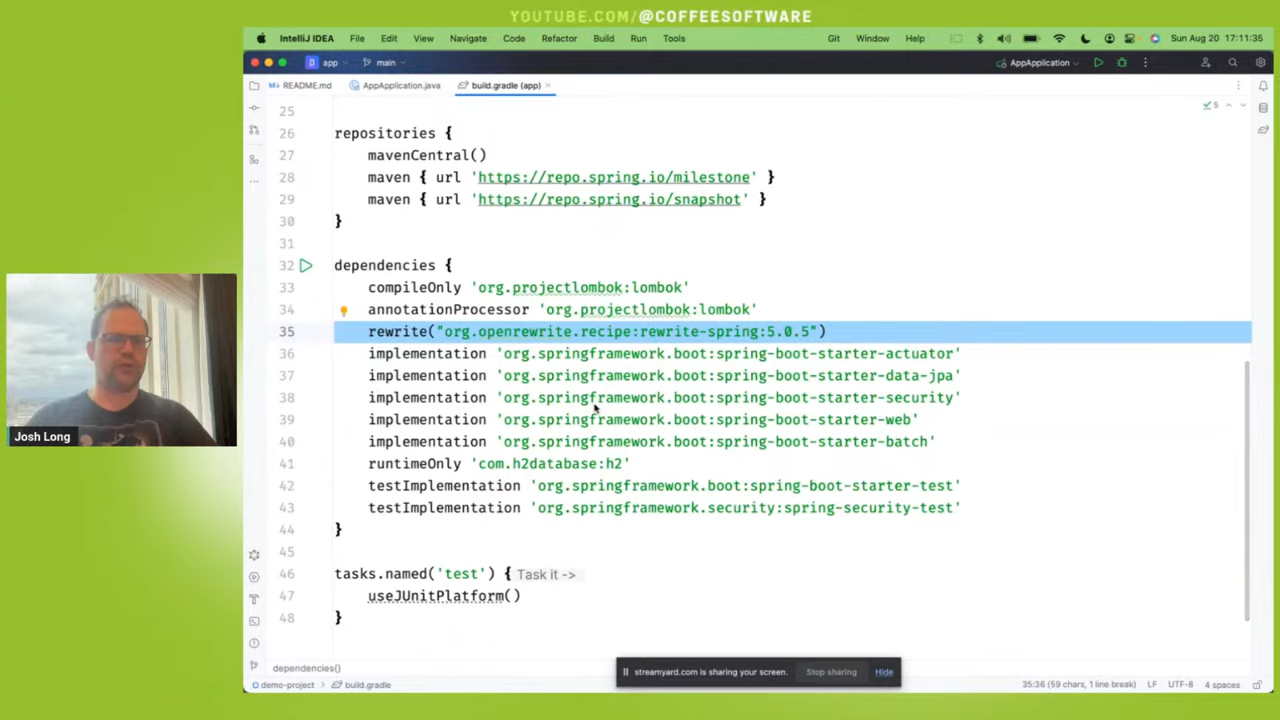 YOUTUBE.COM/@COFFEESOFTWARE
IntelliJ IDEA File Edit View Navigate Code Refactor Build Run Tools Git Window Help Sun Aug 20 17:11:35
D app main AppApplication
README.md AppApplication.java build.gradle (app)
5
25
26 repositories {
27 mavenCentral()
28 maven { url 'https://repo.spring.io/milestone' }
29 maven { url 'https://repo.spring.io/snapshot' }
30 }
31
32 dependencies {
33 compileOnly 'org.projectlombok:lombok'
34 annotationProcessor 'org.projectlombok:lombok'
35 rewrite("org.openrewrite.recipe:rewrite-spring:5.0.5")
36 implementation 'org.springframework.boot:spring-boot-starter-actuator'
37 implementation 'org.springframework.boot:spring-boot-starter-data-jpa'
38 implementation 'org.springframework.boot:spring-boot-starter-security'
39 implementation 'org.springframework.boot:spring-boot-starter-web'
40 implementation 'org.springframework.boot:spring-boot-starter-batch'
41 runtimeOnly 'com.h2database:h2'
42 testImplementation 'org.springframework.boot:spring-boot-starter-test'
43 testImplementation 'org.springframework.security:spring-security-test'
44 }
45
46 tasks.named('test') { Task it ->
47 useJUnitPlatform()
48 }
Josh Long
dependencies{}
streamyard.com is sharing your screen. Stop sharing Hide
demo-project build.gradle 35:36 (59 chars, 1 line break) LF UTF-8 4 spaces